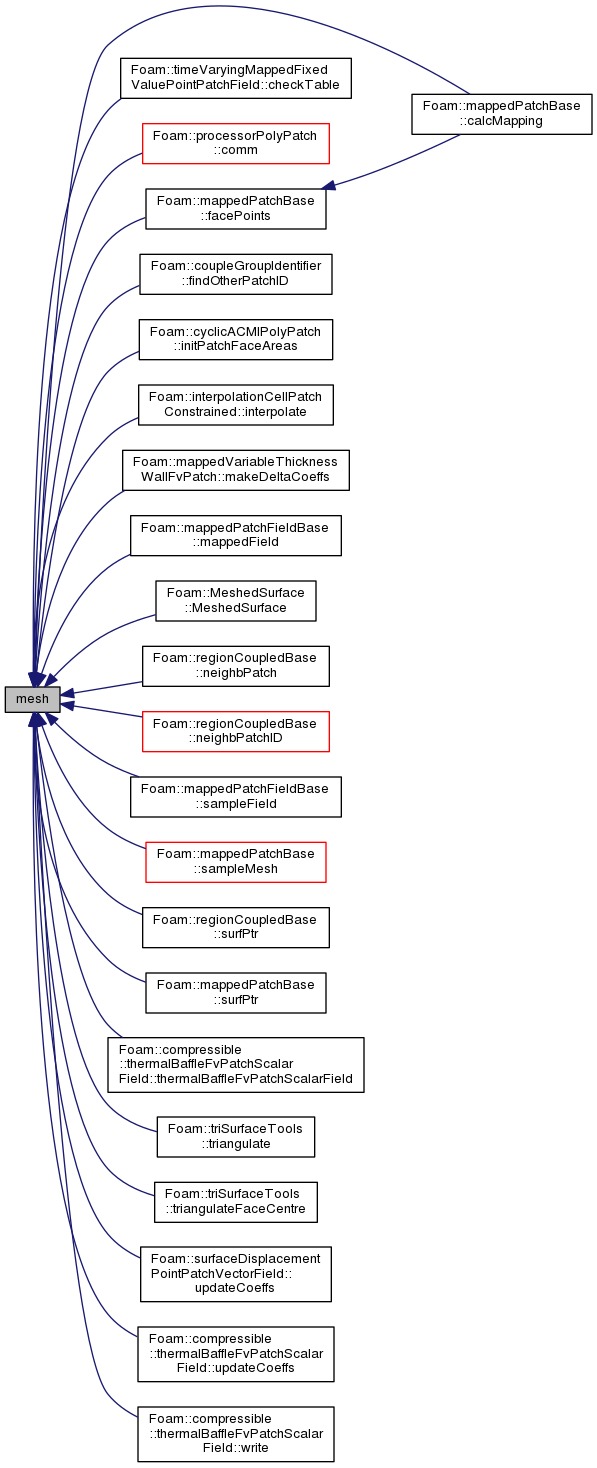 Foam::timeVaryingMappedFixed
ValuePointPatchField::checkTable
Foam::mappedPatchBase
::calcMapping
Foam::processorPolyPatch
::comm
Foam::mappedPatchBase
::facePoints
Foam::coupleGroupIdentifier
::findOtherPatchID
Foam::cyclicACMIPolyPatch
::initPatchFaceAreas
Foam::interpolationCellPatch
Constrained::interpolate
Foam::mappedVariableThickness
WallFvPatch::makeDeltaCoeffs
Foam::mappedPatchFieldBase
::mappedField
Foam::MeshedSurface
::MeshedSurface
Foam::regionCoupledBase
::neighbPatch
mesh
Foam::regionCoupledBase
::neighbPatchID
Foam::mappedPatchFieldBase
::sampleField
Foam::mappedPatchBase
::sampleMesh
Foam::regionCoupledBase
::surfPtr
Foam::mappedPatchBase
::surfPtr
Foam::compressible
::thermalBaffleFvPatchScalar
Field::thermalBaffleFvPatchScalarField
Foam::triSurfaceTools
::triangulate
Foam::triSurfaceTools
::triangulateFaceCentre
Foam::surfaceDisplacement
PointPatchVectorField::
updateCoeffs
Foam::compressible
::thermalBaffleFvPatchScalar
Field::updateCoeffs
Foam::compressible
::thermalBaffleFvPatchScalar
Field::write